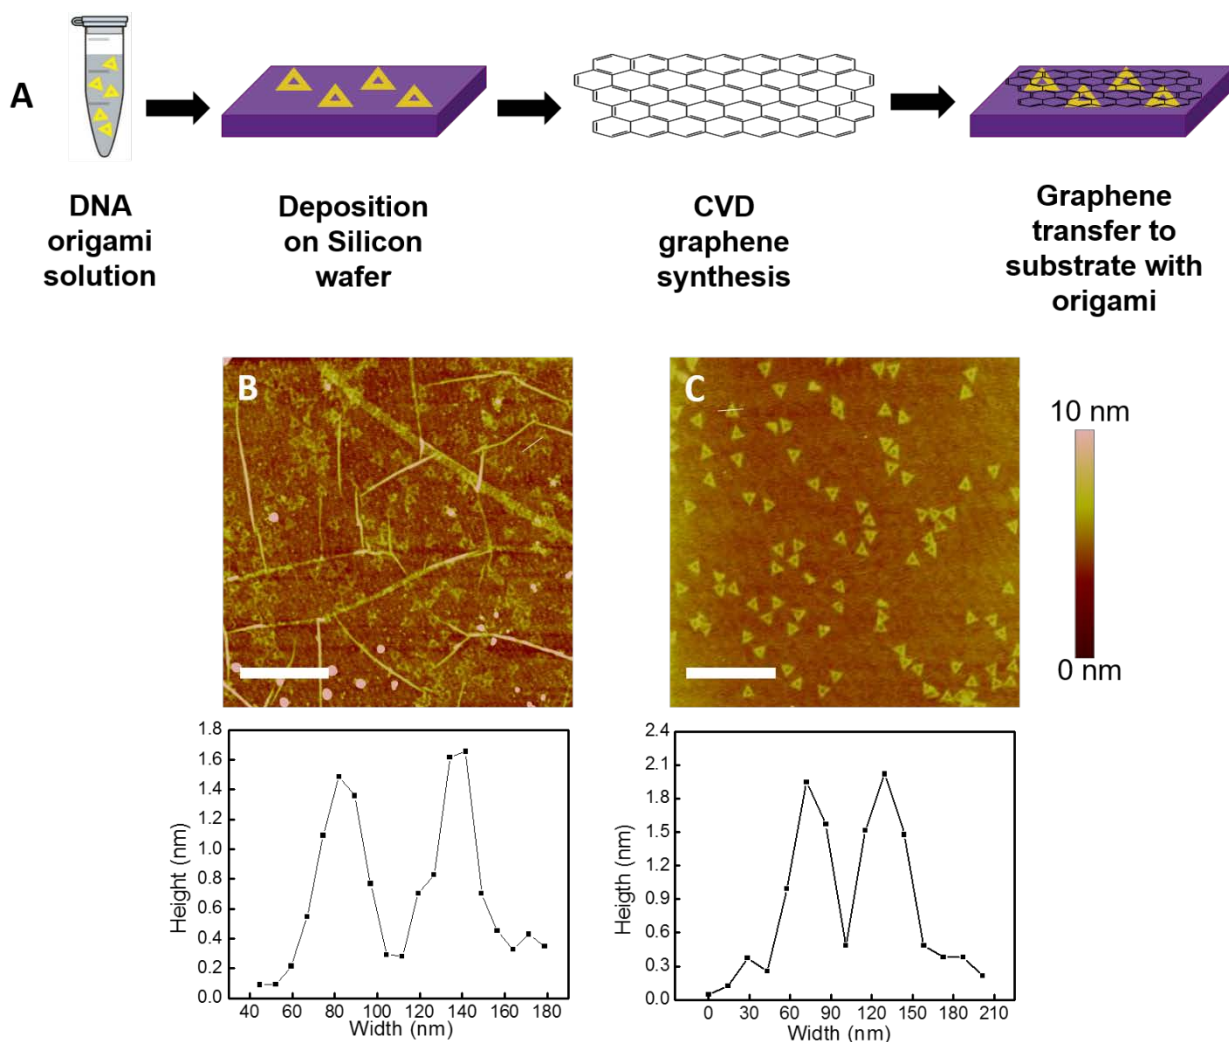 A
DNA
origami
solution
Deposition
on Silicon
wafer
CVD
graphene
synthesis
Graphene
transfer to
substrate with
origami
B
C
10 nm
0 nm
1.8
1.6
1.4
1.2
1.0
0.8
0.6
0.4
0.2
0.0
Height (nm)
40 60 80 100 120 140 160 180
Width (nm)
2.4
2.1
1.8
1.5
1.2
0.9
0.6
0.3
0.0
Heigth (nm)
0 30 60 90 120 150 180 210
Width (nm)